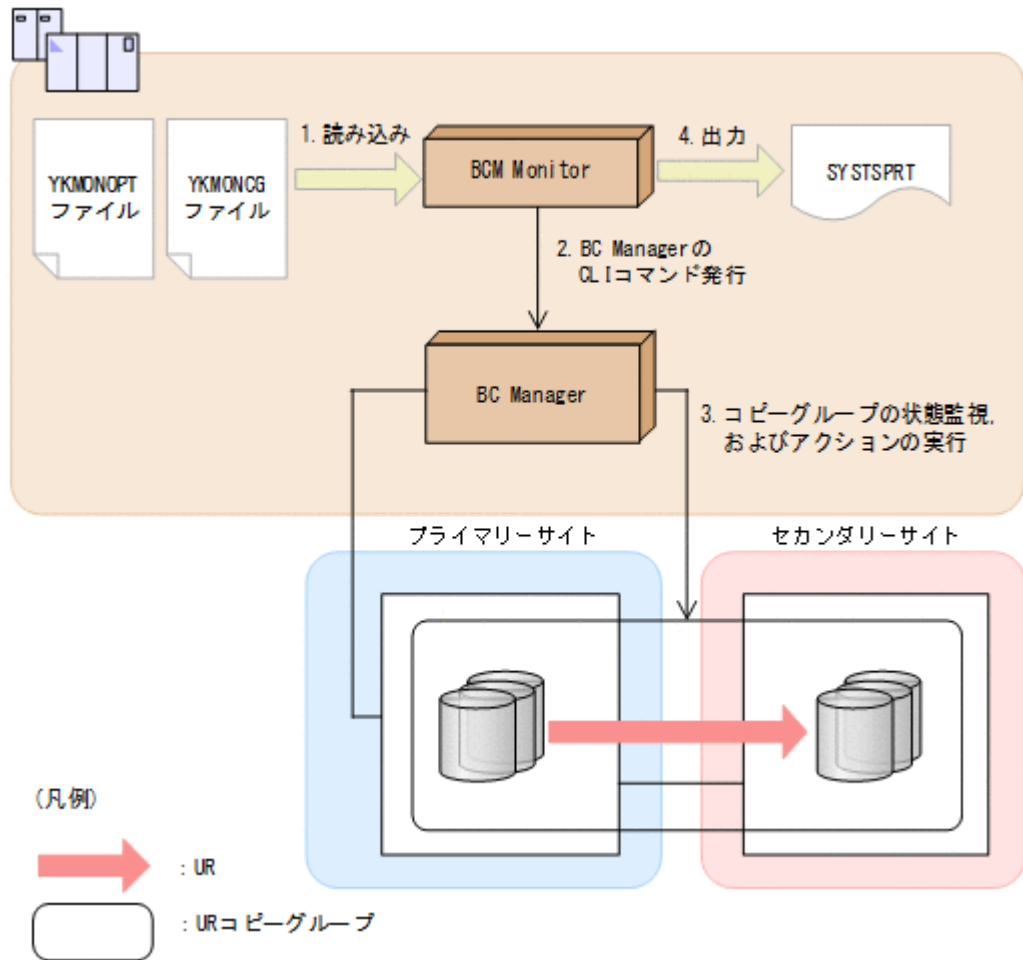 YKMONOPT
ファイル
YKMONCG
ファイル
1. 読み込み
BCM Monitor
4. 出力
SYSTSPRT
2. BC Managerの
CLIコマンド発行
BC Manager
3. コピーグループの状態監視,
およびアクションの実行
プライマリーサイト
セカンダリーサイト
(凡例)
: UR
: URコピーグループ